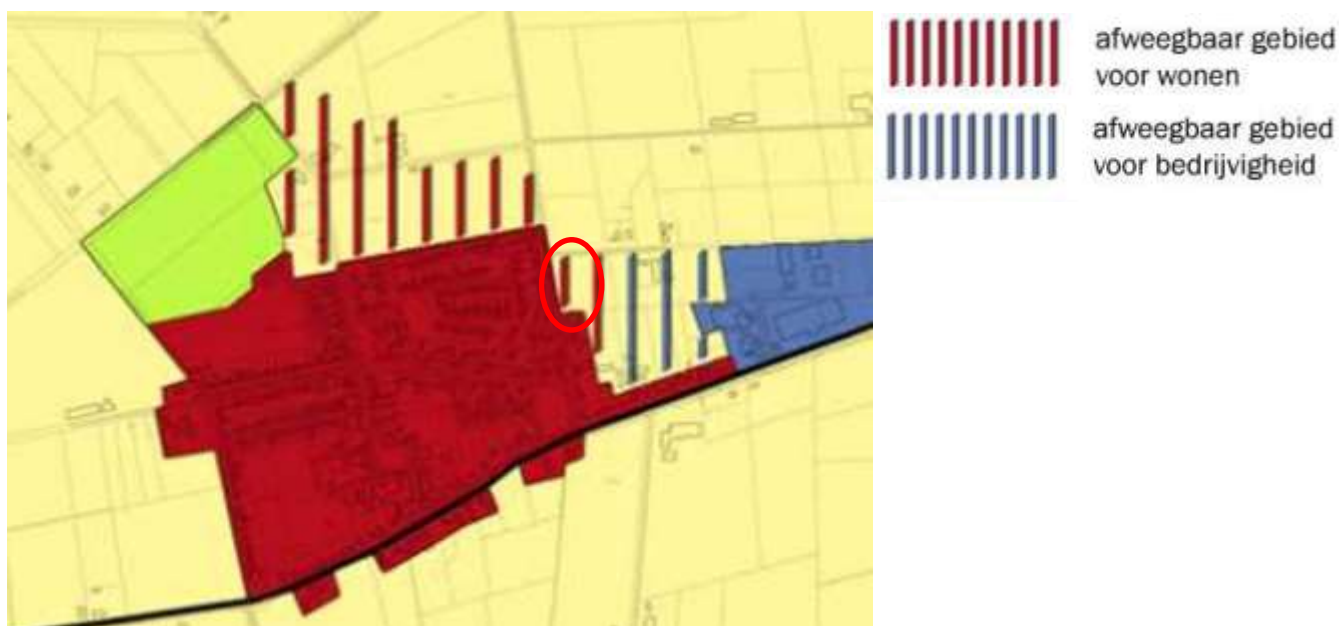 afweegbaar gebied
voor wonen
afweegbaar gebied
voor bedrijvigheid